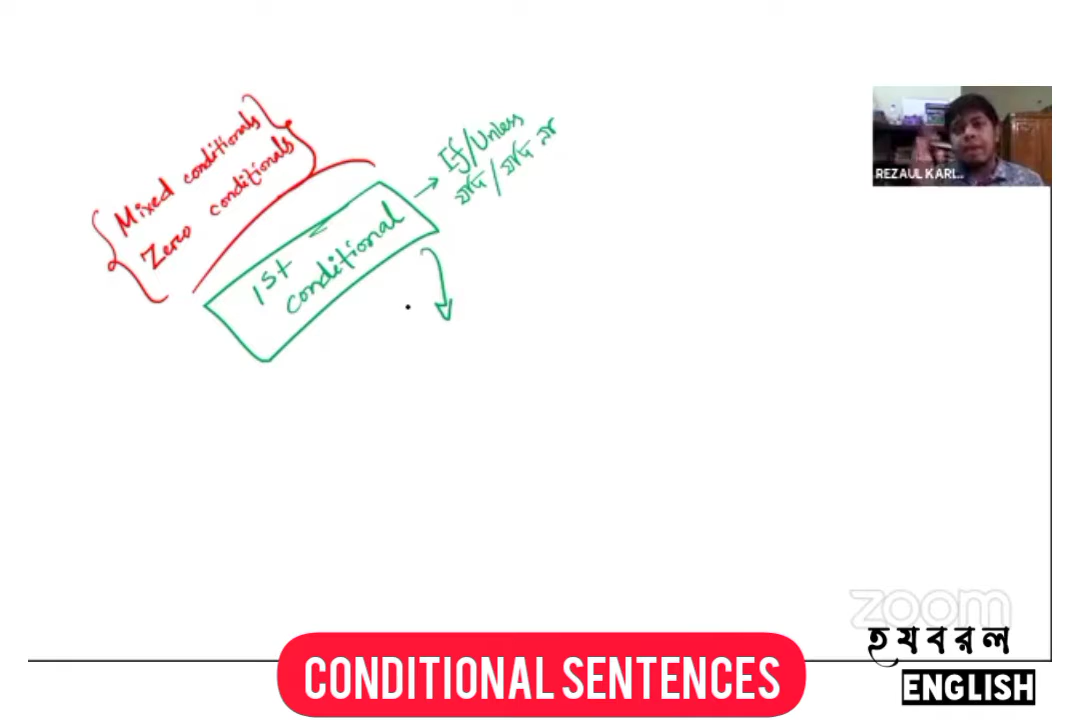 Mixed conditionals
Zero conditionals
1st conditional
If/Unless
যদি/যদি না
REZAUL KARI...
zoom
হযবরল
ENGLISH
CONDITIONAL SENTENCES